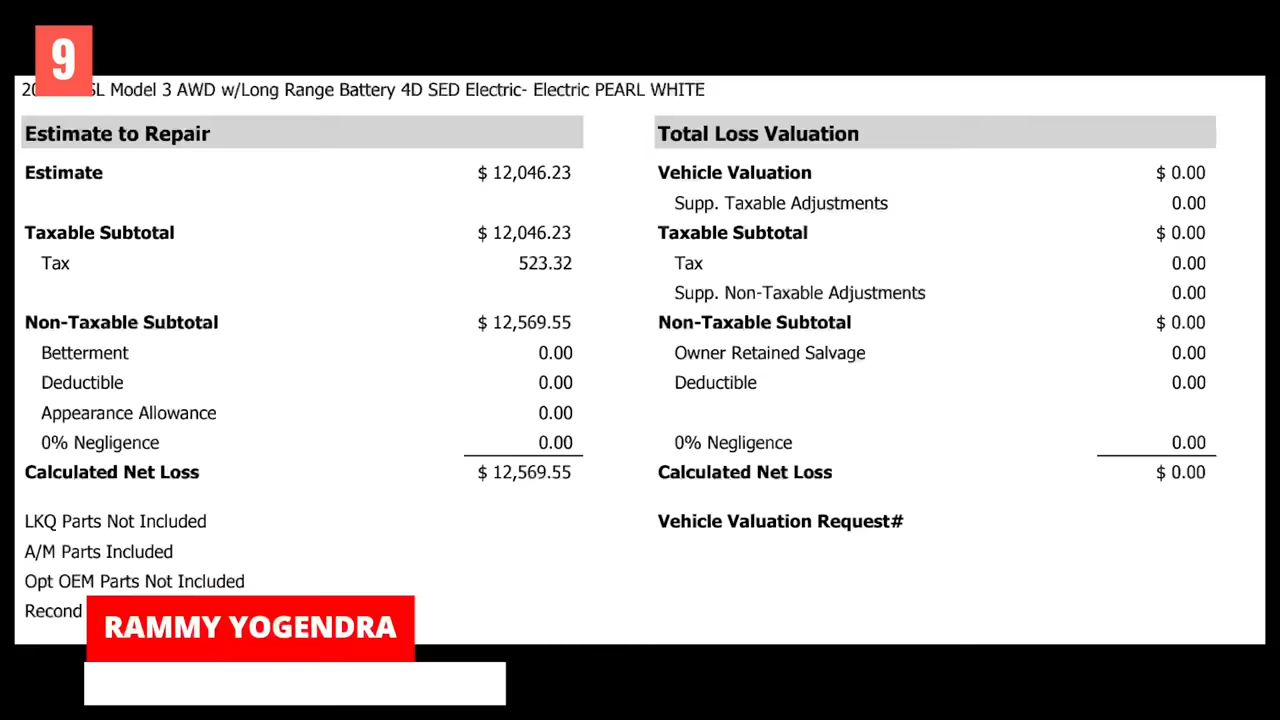 9
SL Model 3 AWD w/Long Range Battery 4D SED Electric- Electric PEARL WHITE
Estimate to Repair
Estimate $ 12,046.23
Taxable Subtotal $ 12,046.23
Tax 523.32
Non-Taxable Subtotal $ 12,569.55
Betterment 0.00
Deductible 0.00
Appearance Allowance 0.00
0% Negligence 0.00
Calculated Net Loss $ 12,569.55
LKQ Parts Not Included
A/M Parts Included
Opt OEM Parts Not Included
Recond
Total Loss Valuation
Vehicle Valuation $ 0.00
Supp. Taxable Adjustments 0.00
Taxable Subtotal $ 0.00
Tax 0.00
Supp. Non-Taxable Adjustments 0.00
Non-Taxable Subtotal $ 0.00
Owner Retained Salvage 0.00
Deductible 0.00
0% Negligence 0.00
Calculated Net Loss $ 0.00
Vehicle Valuation Request#
RAMMY YOGENDRA